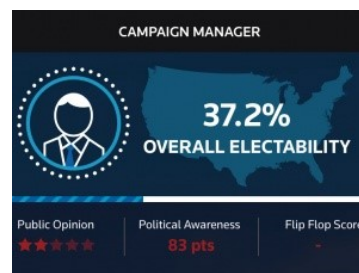 CAMPAIGN MANAGER
37.2%
OVERALL ELECTABILITY
Public Opinion
Political Awareness
Flip Flop Score
83 pts
-